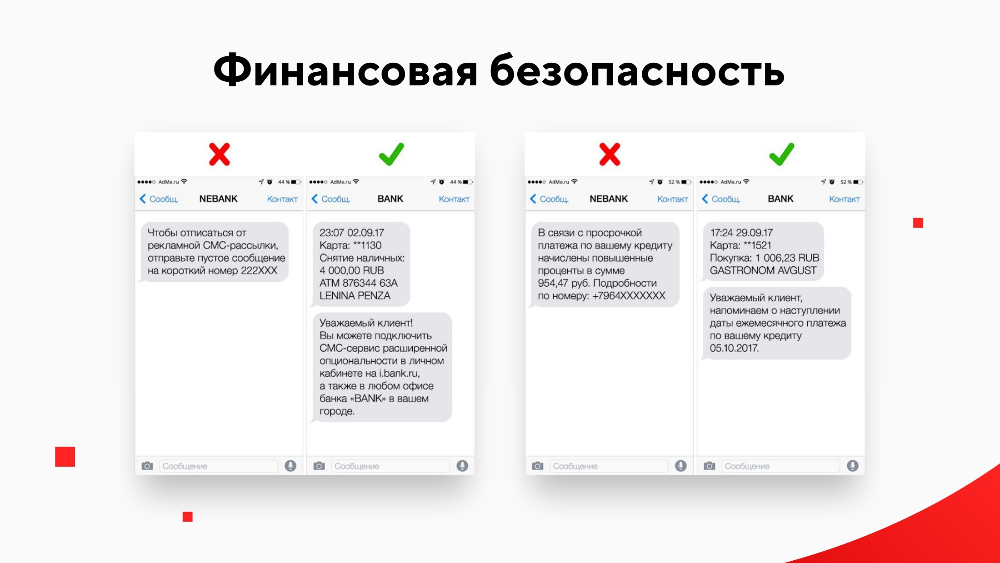 Финансовая безопасность
AdMe.ru 44 %
Сообщ. NEBANK Контакт
Чтобы отписаться от
рекламной СМС-рассылки,
отправьте пустое сообщение
на короткий номер 222XXX
Сообщение
AdMe.ru 44 %
Сообщ. BANK Контакт
23:07 02.09.17
Карта: **1130
Снятие наличных:
4 000,00 RUB
ATM 876344 63A
LENINA PENZA
Уважаемый клиент!
Вы можете подключить
СМС-сервис расширенной
опциональности в личном
кабинете на i.bank.ru,
а также в любом офисе
банка «BANK» в вашем
городе.
Сообщение
AdMe.ru 52 %
Сообщ. NEBANK Контакт
В связи с просрочкой
платежа по вашему кредиту
начислены повышенные
проценты в сумме
954,47 руб. Подробности
по номеру: +7964XXXXXXX
Сообщение
AdMe.ru 52 %
Сообщ. BANK Контакт
17:24 29.09.17
Карта: **1521
Покупка: 1 006,23 RUB
GASTRONOM AVGUST
Уважаемый клиент,
напоминаем о наступлении
даты ежемесячного платежа
по вашему кредиту
05.10.2017.
Сообщение